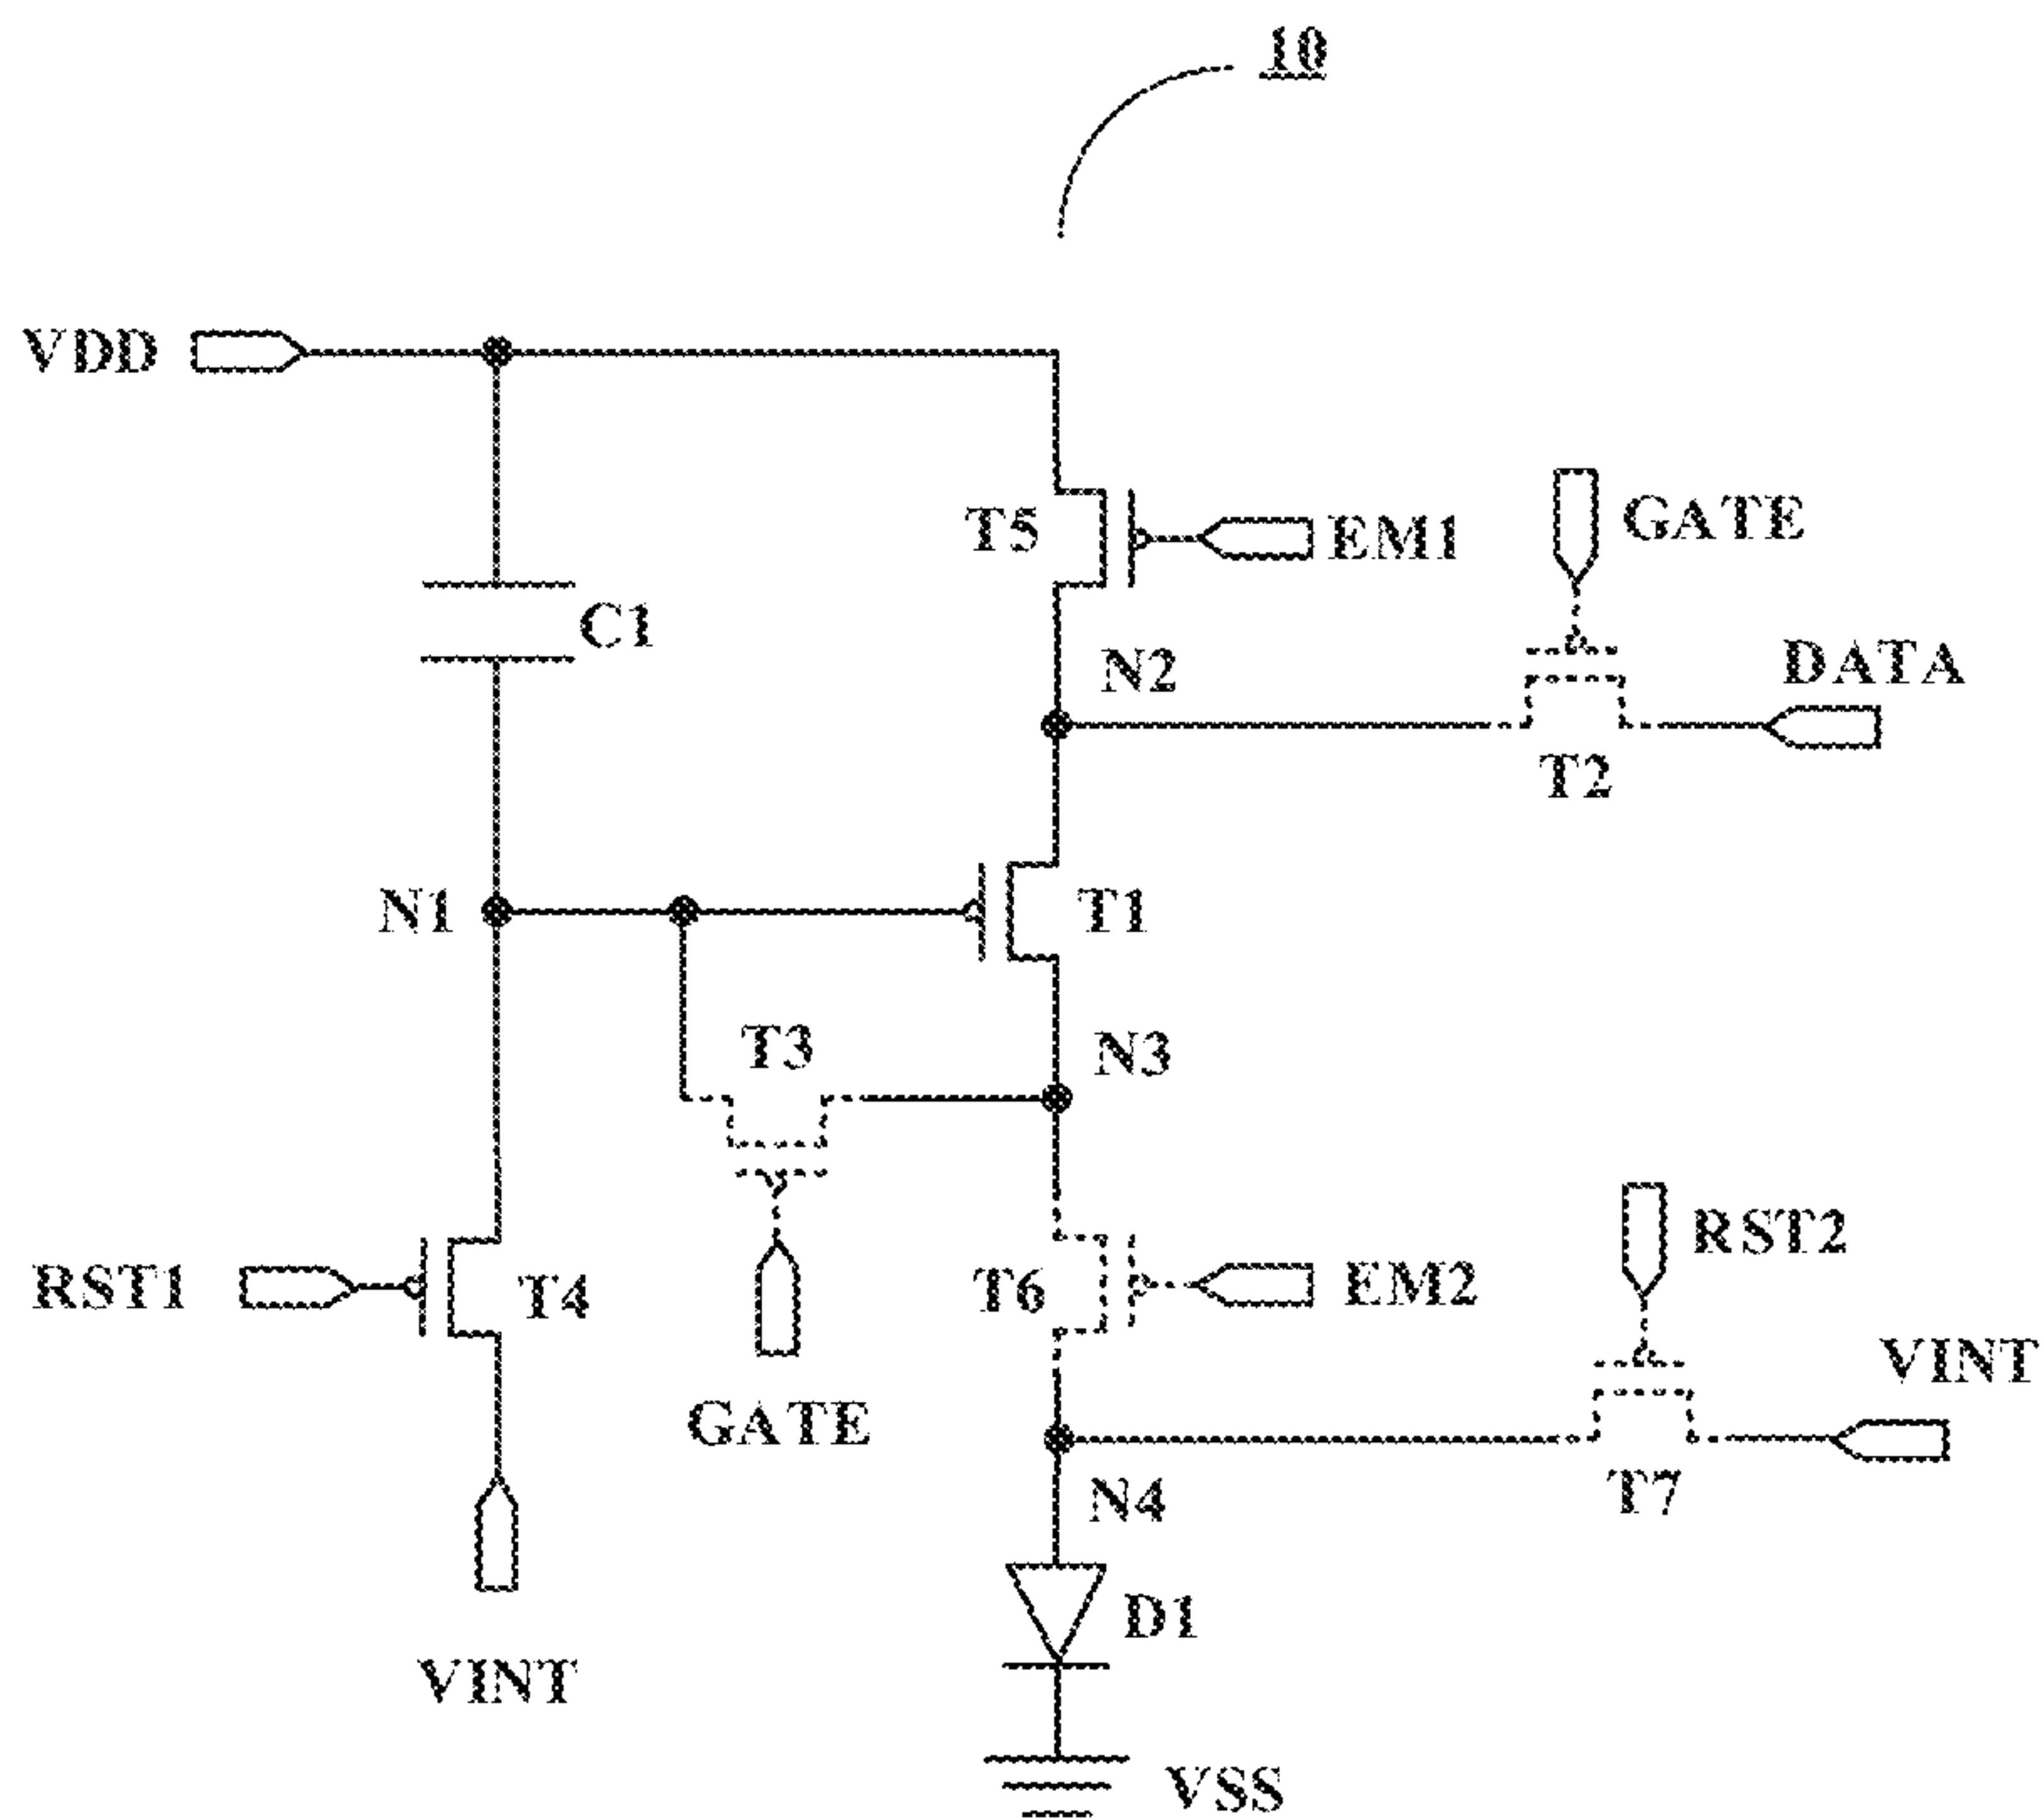 10
VDD
T5
EM1
GATE
C1
N2
DATA
T2
N1
T1
T3
N3
RST1
T4
T6
EM2
RST2
VINT
GATE
N4
T7
D1
VINT
VSS